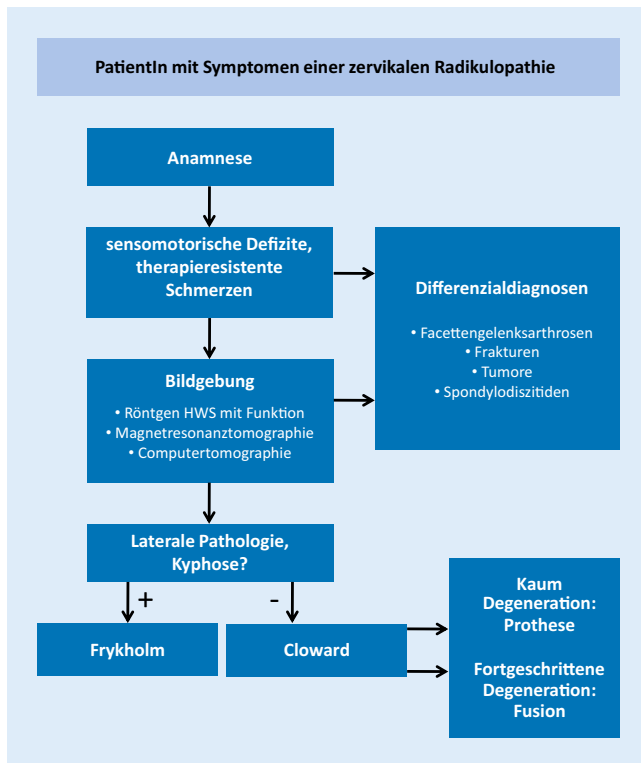 PatientIn mit Symptomen einer zervikalen Radikulopathie
Anamnese
sensomotorische Defizite,
therapieresistente
Schmerzen
Differenzialdiagnosen
• Facettengelenksarthrosen
• Frakturen
• Tumore
• Spondylodiszitiden
Bildgebung
• Röntgen HWS mit Funktion
• Magnetresonanztomographie
• Computertomographie
Laterale Pathologie,
Kyphose?
+
-
Frykholm
Cloward
Kaum
Degeneration:
Prothese
Fortgeschrittene
Degeneration:
Fusion